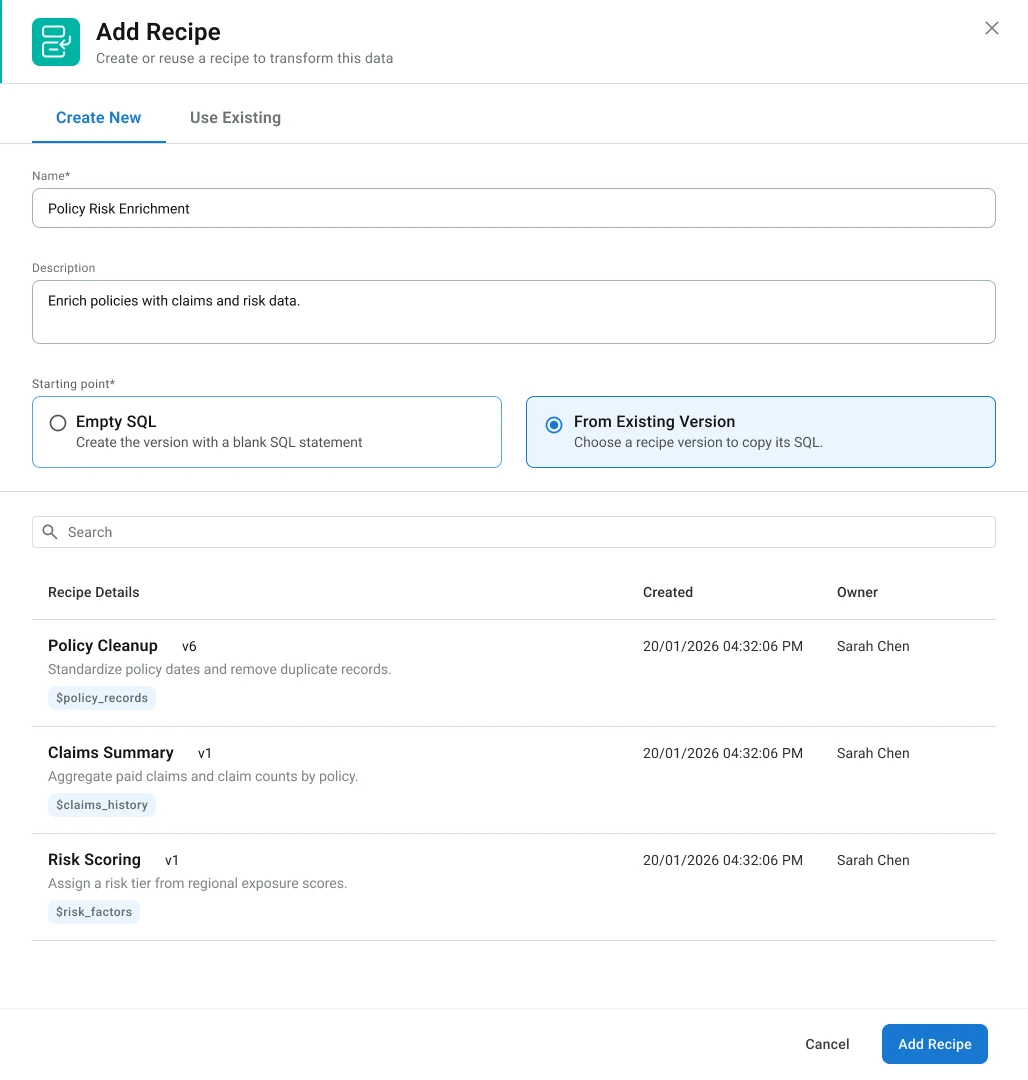 Add Recipe
Create or reuse a recipe to transform this data
Create New
Use Existing
Name*
Policy Risk Enrichment
Description
Enrich policies with claims and risk data.
Starting point*
Empty SQL
Create the version with a blank SQL statement
From Existing Version
Choose a recipe version to copy its SQL.
Search
Recipe Details Created Owner
Policy Cleanup v6 20/01/2026 04:32:06 PM Sarah Chen
Standardize policy dates and remove duplicate records.
$policy_records
Claims Summary v1 20/01/2026 04:32:06 PM Sarah Chen
Aggregate paid claims and claim counts by policy.
$claims_history
Risk Scoring v1 20/01/2026 04:32:06 PM Sarah Chen
Assign a risk tier from regional exposure scores.
$risk_factors
Cancel
Add Recipe